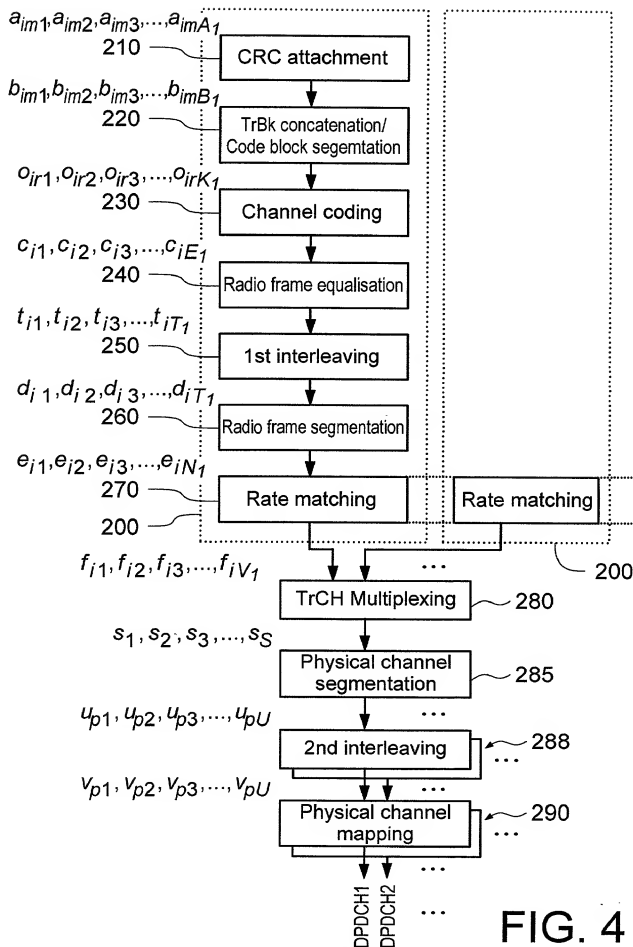 a_im1, a_im2, a_im3, ..., a_imA1
210
CRC attachment
b_im1, b_im2, b_im3, ..., b_imB1
220
TrBk concatenation/
Code block segemtation
o_ir1, o_ir2, o_ir3, ..., o_irK1
230
Channel coding
c_i1, c_i2, c_i3, ..., c_iE1
240
Radio frame equalisation
t_i1, t_i2, t_i3, ..., t_iT1
250
1st interleaving
d_i1, d_i2, d_i3, ..., d_iT1
260
Radio frame segmentation
e_i1, e_i2, e_i3, ..., e_iN1
270
Rate matching
Rate matching
200
200
f_i1, f_i2, f_i3, ..., f_iV1
...
TrCH Multiplexing
280
s_1, s_2, s_3, ..., s_S
Physical channel
segmentation
285
u_p1, u_p2, u_p3, ..., u_pU
...
2nd interleaving
288
...
v_p1, v_p2, v_p3, ..., v_pU
...
Physical channel
mapping
290
...
...
DPDCH1
DPDCH2
...
FIG. 4